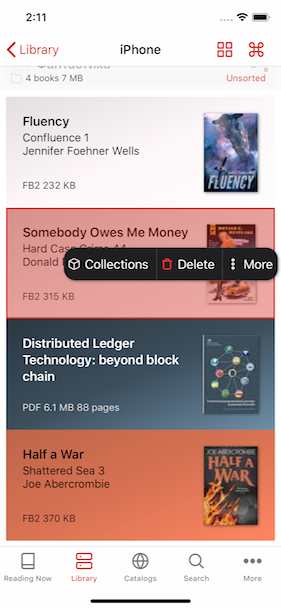 2:11
Library
iPhone
Фантастика
4 books 7 MB
Unsorted
Fluency
Confluence 1
Jennifer Foehner Wells
FB2 232 KB
FLUENCY
Somebody Owes Me Money
Hard Case Crime 44
Donald
Collections
Delete
More
FB2 315 KB
Distributed Ledger
Technology: beyond block
chain
PDF 6.1 MB 88 pages
Half a War
Shattered Sea 3
Joe Abercrombie
FB2 370 KB
JOE ABERCROMBIE
HALF A
WAR
Reading Now
Library
Catalogs
Search
More